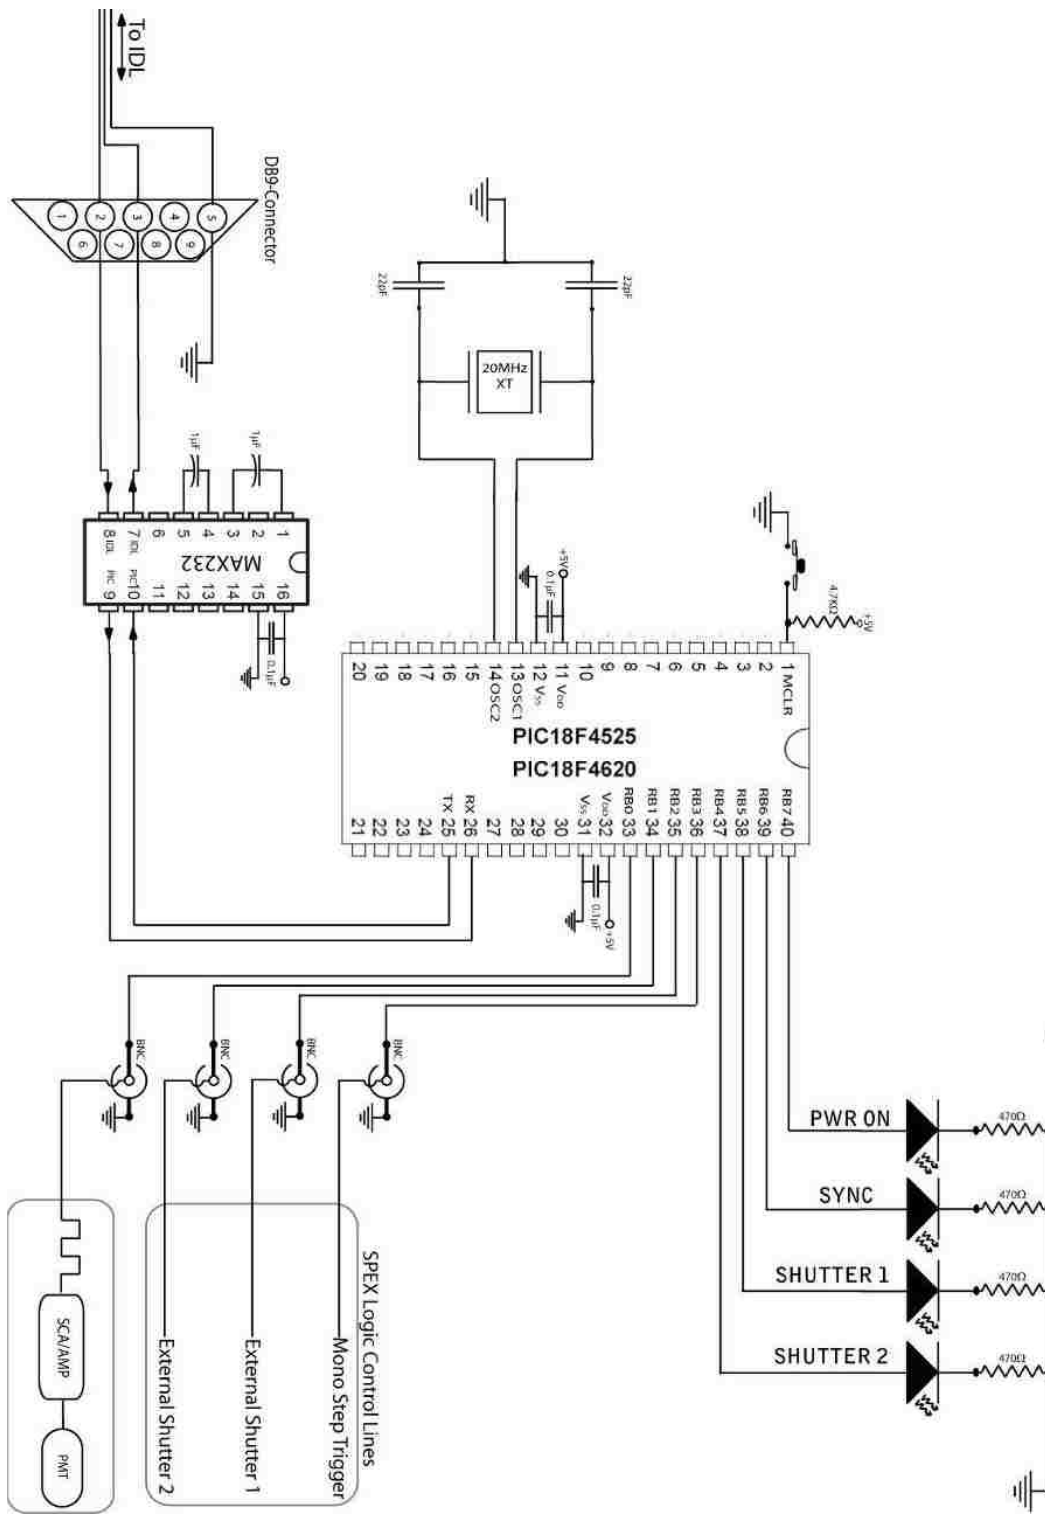 To IDL
DB9-Connector
1
2
3
4
5
6
7
8
9
22pF
22pF
20MHz
XT
1µF
1µF
8 IDL
7 IDL
6
5
4
3
2
1
MAX232
PIC 9
PIC10
11
12
13
14
15
16
0.1µF
0.1µF
+5V
4.7KΩ
+5V
20
19
18
17
16
15
14 OSC2
13 OSC1
12 VSS
11 VDD
10
9
8
7
6
5
4
3
2
1 MCLR
PIC18F4525
PIC18F4620
21
22
23
24
TX 25
RX 26
27
28
29
30
VSS 31
VDD 32
RB0 33
RB1 34
RB2 35
RB3 36
RB4 37
RB5 38
RB6 39
RB7 40
0.1µF
+5V
BNC
BNC
BNC
BNC
PWR ON
470Ω
SYNC
470Ω
SHUTTER 1
470Ω
SHUTTER 2
470Ω
SPEX Logic Control Lines
Mono Step Trigger
External Shutter 1
External Shutter 2
SCA/AMP
PMT